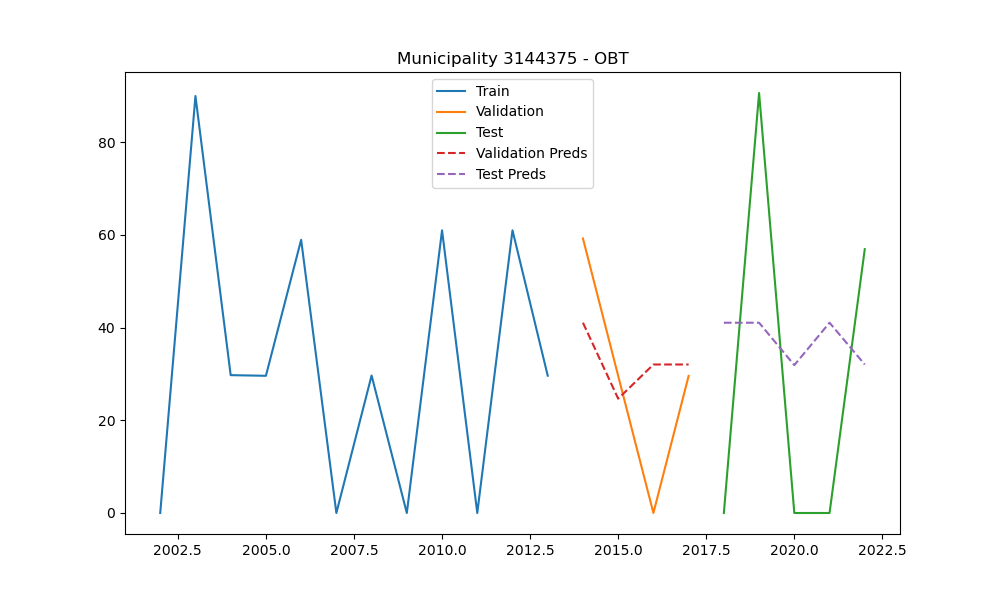 Municipality 3144375 - OBT
Train
Validation
Test
Validation Preds
Test Preds
80
60
40
20
0
2002.5 2005.0 2007.5 2010.0 2012.5 2015.0 2017.5 2020.0 2022.5